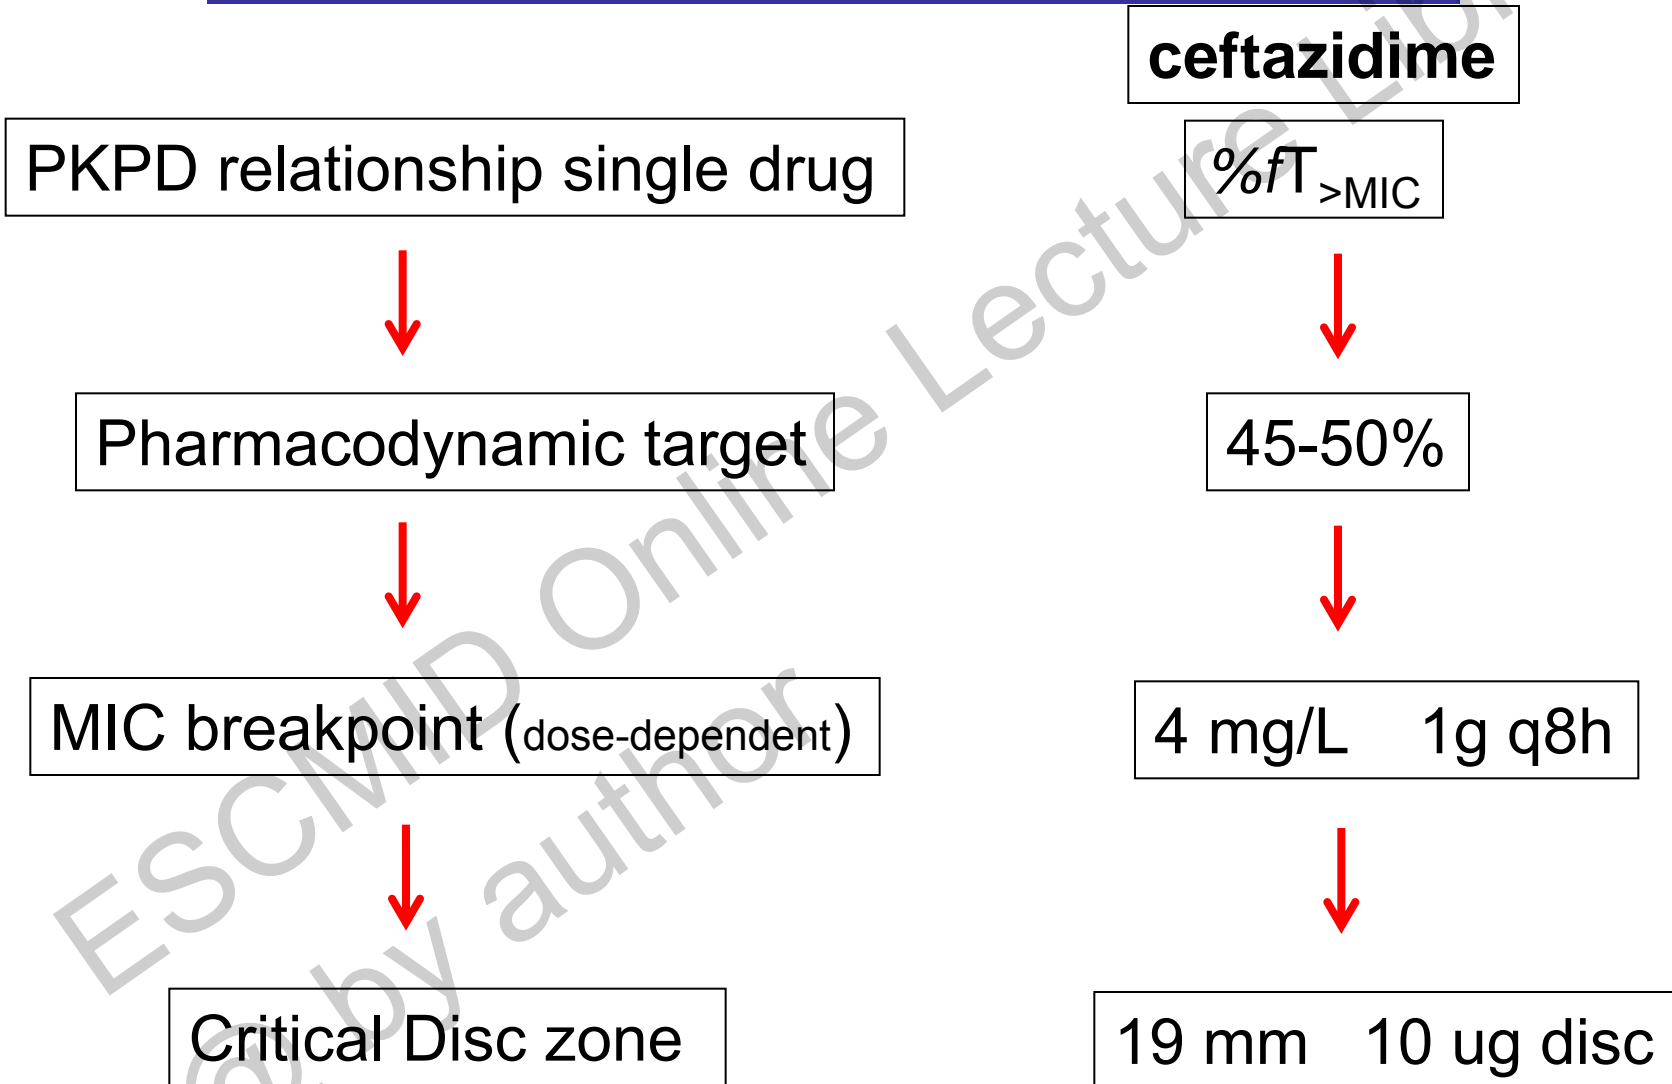 ceftazidime
PKPD relationship single drug
%fT>MIC
Pharmacodynamic target
45-50%
MIC breakpoint (dose-dependent)
4 mg/L 1g q8h
Critical Disc zone
19 mm 10 ug disc
ESCMID Online Lecture Libr
@ by author